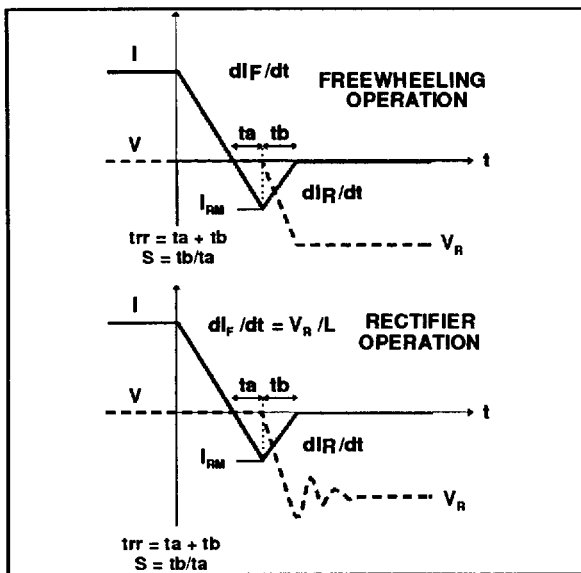 I
dIF/dt
FREEWHEELING
OPERATION
ta tb
V
t
IRM
dIR/dt
trr = ta + tb
S = tb/ta
VR
I
dIF/dt = VR/L
RECTIFIER
OPERATION
ta tb
V
t
IRM
dIR/dt
VR
trr = ta + tb
S = tb/ta